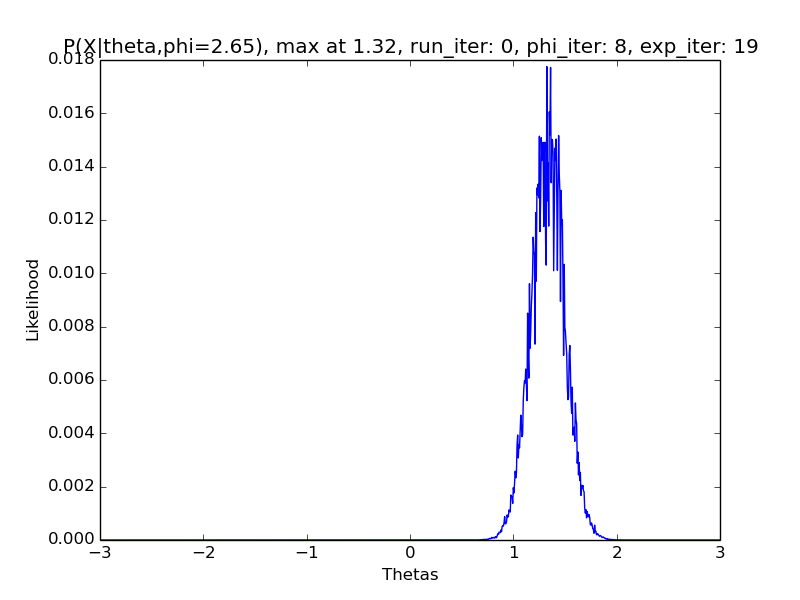 P(X|theta,phi=2.65), max at 1.32, run_iter: 0, phi_iter: 8, exp_iter: 19
0.018
0.016
0.014
0.012
0.010
0.008
0.006
0.004
0.002
0.000
Likelihood
−3 −2 −1 0 1 2 3
Thetas